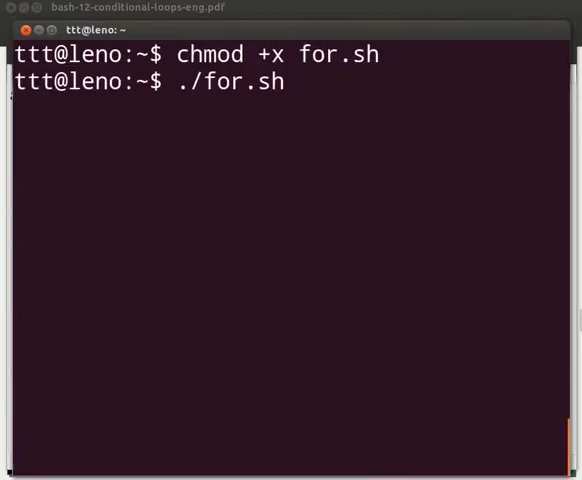 bash-12-conditional-loops-eng.pdf
ttt@leno: ~
ttt@leno:~$ chmod +x for.sh
ttt@leno:~$ ./for.sh